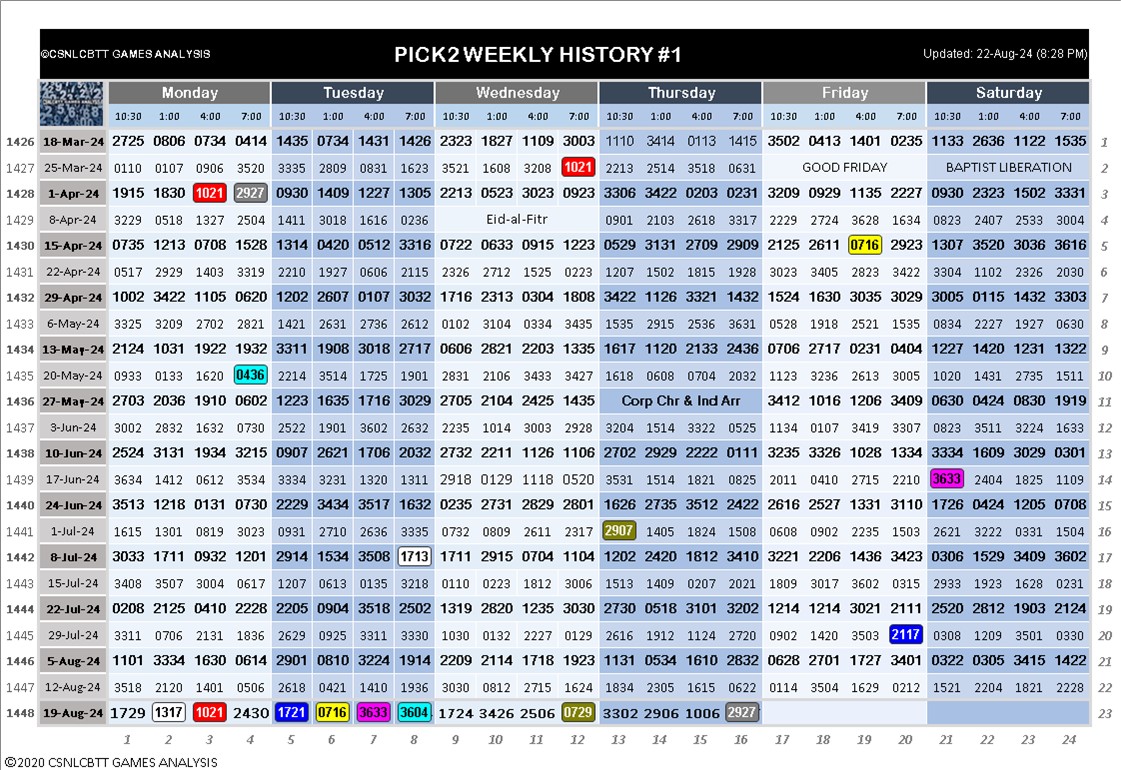 ©CSNLCBTT GAMES ANALYSIS PICK2 WEEKLY HISTORY #1 Updated: 22-Aug-24 (8:28 PM)
Monday Tuesday Wednesday Thursday Friday Saturday
10:30 1:00 4:00 7:00 10:30 1:00 4:00 7:00 10:30 1:00 4:00 7:00 10:30 1:00 4:00 7:00 10:30 1:00 4:00 7:00 10:30 1:00 4:00 7:00
1426 18-Mar-24 2725 0806 0734 0414 1435 0734 1431 1426 2323 1827 1109 3003 1110 3414 0113 1415 3502 0413 1401 0235 1133 2636 1122 1535 1
1427 25-Mar-24 0110 0107 0906 3520 3335 2809 0831 1623 3521 1608 3208 1021 2213 2514 3518 0631 GOOD FRIDAY BAPTIST LIBERATION 2
1428 1-Apr-24 1915 1830 1021 2927 0930 1409 1227 1305 2213 0523 3023 0923 3306 3422 0203 0231 3209 0929 1135 2227 0930 2323 1502 3331 3
1429 8-Apr-24 3229 0518 1327 2504 1411 3018 1616 0236 Eid-al-Fitr 0901 2103 2618 3317 2229 2724 3628 1634 0823 2407 2533 3004 4
1430 15-Apr-24 0735 1213 0708 1528 1314 0420 0512 3316 0722 0633 0915 1223 0529 3131 2709 2909 2125 2611 0716 2923 1307 3520 3036 3616 5
1431 22-Apr-24 0517 2929 1403 3319 2210 1927 0606 2115 2326 2712 1525 0223 1207 1502 1815 1928 3023 3405 2823 3422 3304 1102 2326 2030 6
1432 29-Apr-24 1002 3422 1105 0620 1202 2607 0107 3032 1716 2313 0304 1808 3422 1126 3321 1432 1524 1630 3035 3029 3005 0115 1432 3303 7
1433 6-May-24 3325 3209 2702 2821 1421 2631 2736 2612 0102 3104 0334 3435 1535 2915 2536 3631 0528 1918 2521 1535 0834 2227 1927 0630 8
1434 13-May-24 2124 1031 1922 1932 3311 1908 3018 2717 0606 2821 2203 1335 1617 1120 2133 2436 0706 2717 0231 0404 1227 1420 1231 1322 9
1435 20-May-24 0933 0133 1620 0436 2214 3514 1725 1901 2831 2106 3433 3427 1618 0608 0704 2032 1123 3236 2613 3005 1020 1431 2735 1511 10
1436 27-May-24 2703 2036 1910 0602 1223 1635 1716 3029 2705 2104 2425 1435 Corp Chr & Ind Arr 3412 1016 1206 3409 0630 0424 0830 1919 11
1437 3-Jun-24 3002 2832 1632 0730 2522 1901 3602 2632 2235 1014 3003 2928 3204 1514 3322 0525 1134 0107 3419 3307 0823 3511 3224 1633 12
1438 10-Jun-24 2524 3131 1934 3215 0907 2621 1706 2032 2732 2211 1126 1106 2702 2929 2222 0111 3235 3326 1028 1334 3334 1609 3029 0301 13
1439 17-Jun-24 3634 1412 0612 3534 3334 3231 1320 1311 2918 0129 1118 0520 3531 1514 1821 0825 2011 0410 2715 2210 3633 2404 1825 1109 14
1440 24-Jun-24 3513 1218 0131 0730 2229 3434 3517 1632 0235 2731 2829 2801 1626 2735 3512 2422 2616 2527 1331 3110 1726 0424 1205 0708 15
1441 1-Jul-24 1615 1301 0819 3023 0931 2710 2636 3335 0732 0809 2611 2317 2907 1405 1824 1508 0608 0902 2235 1503 2621 3222 0331 1504 16
1442 8-Jul-24 3033 1711 0932 1201 2914 1534 3508 1713 1711 2915 0704 1104 1202 2420 1812 3410 3221 2206 1436 3423 0306 1529 3409 3602 17
1443 15-Jul-24 3408 3507 3004 0617 1207 0613 0135 3218 0110 0223 1812 3006 1513 1409 0207 2021 1809 3017 3602 0315 2933 1923 1628 0231 18
1444 22-Jul-24 0208 2125 0410 2228 2205 0904 3518 2502 1319 2820 1235 3030 2730 0518 3101 3202 1214 1214 3021 2111 2520 2812 1903 2124 19
1445 29-Jul-24 3311 0706 2131 1836 2629 0925 3311 3330 1030 0132 2227 0129 2616 1912 1124 2720 0902 1420 3503 2117 0308 1209 3501 0330 20
1446 5-Aug-24 1101 3334 1630 0614 2901 0810 3224 1914 2209 2114 1718 1923 1131 0534 1610 2832 0628 2701 1727 3401 0322 0305 3415 1422 21
1447 12-Aug-24 3518 2120 1401 0506 2618 0421 1410 1936 3030 0812 2715 1624 1834 2305 1615 0622 0114 3504 1629 0212 1521 2204 1821 2228 22
1448 19-Aug-24 1729 1317 1021 2430 1721 0716 3633 3604 1724 3426 2506 0729 3302 2906 1006 2927 23
1 2 3 4 5 6 7 8 9 10 11 12 13 14 15 16 17 18 19 20 21 22 23 24
©2020 CSNLCBTT GAMES ANALYSIS